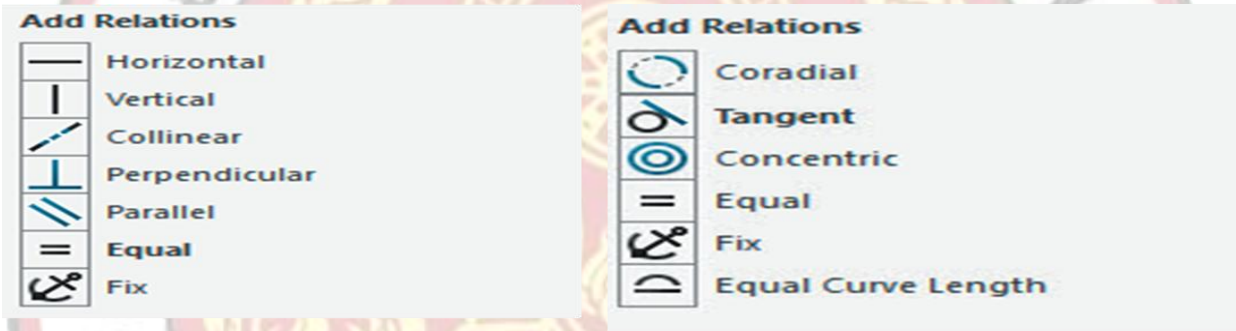 Add Relations
Horizontal
Vertical
Collinear
Perpendicular
Parallel
Equal
Fix
Add Relations
Coradial
Tangent
Concentric
Equal
Fix
Equal Curve Length